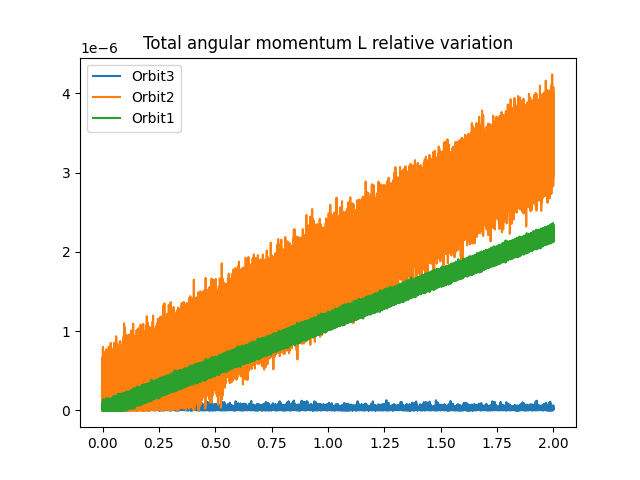 Total angular momentum L relative variation
1e−6
Orbit3
Orbit2
Orbit1
4
3
2
1
0
0.00 0.25 0.50 0.75 1.00 1.25 1.50 1.75 2.00